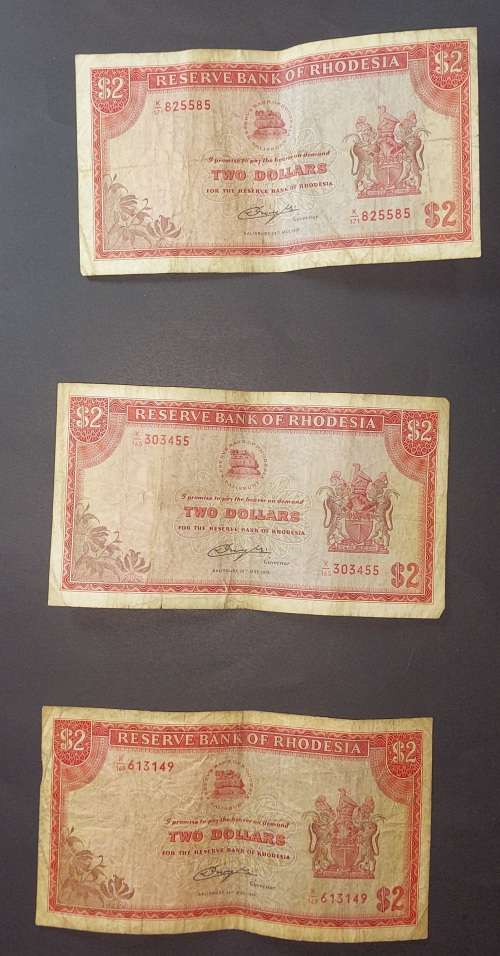 $2 RESERVE BANK OF RHODESIA $2
K/171 825585
I promise to pay the bearer on demand
TWO DOLLARS
FOR THE RESERVE BANK OF RHODESIA
Governor
K/171 825585 $2
$2 RESERVE BANK OF RHODESIA $2
303455
SALISBURY
I promise to pay the bearer on demand
TWO DOLLARS
FOR THE RESERVE BANK OF RHODESIA
Governor
303455 $2
$2 RESERVE BANK OF RHODESIA $2
613149
I promise to pay the bearer on demand
TWO DOLLARS
FOR THE RESERVE BANK OF RHODESIA
Governor
613149 $2